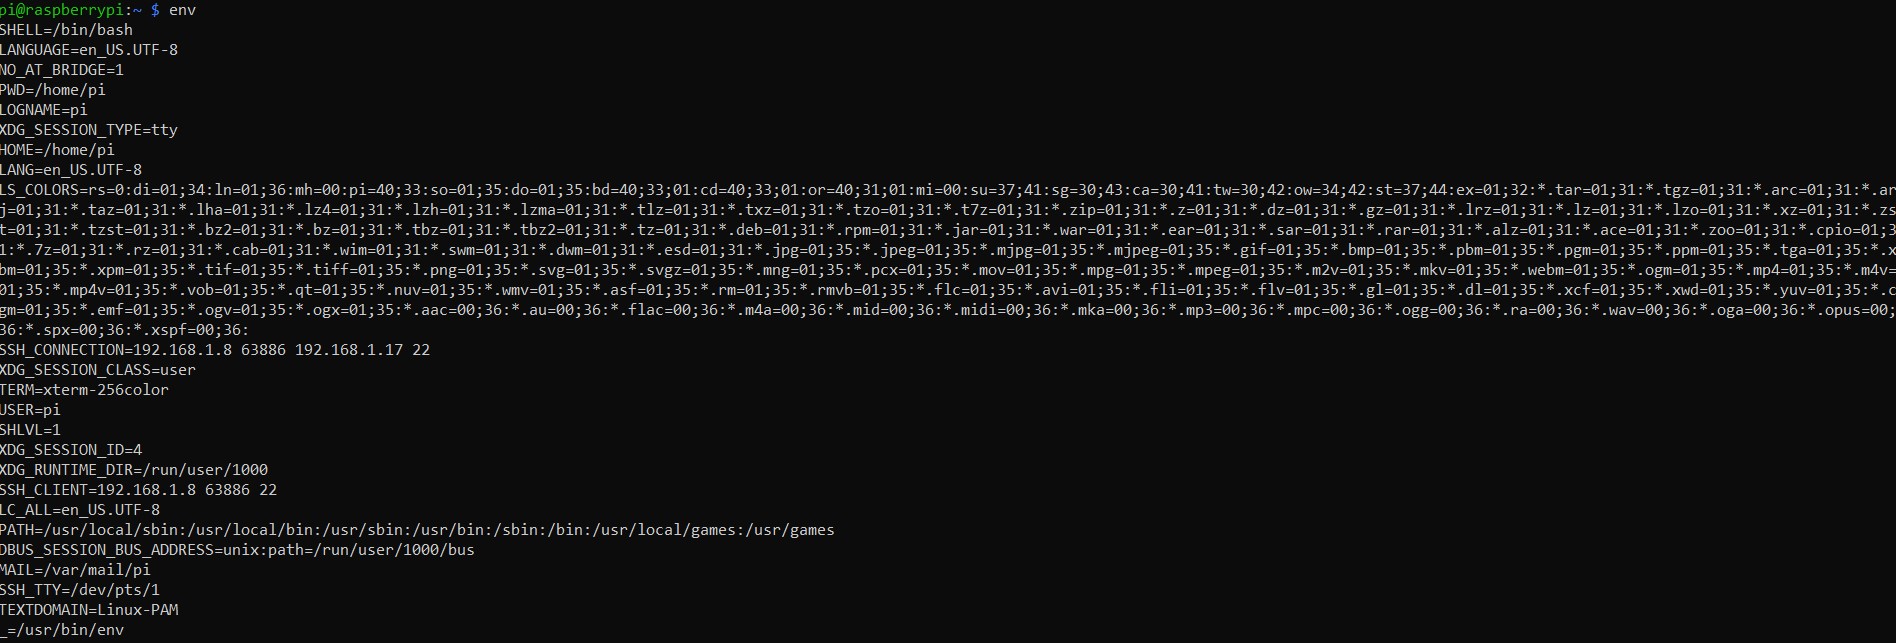 pi@raspberrypi:~ $ env
SHELL=/bin/bash
LANGUAGE=en_US.UTF-8
NO_AT_BRIDGE=1
PWD=/home/pi
LOGNAME=pi
XDG_SESSION_TYPE=tty
HOME=/home/pi
LANG=en_US.UTF-8
LS_COLORS=rs=0:di=01;34:ln=01;36:mh=00:pi=40;33:so=01;35:do=01;35:bd=40;33;01:cd=40;33;01:or=40;31;01:mi=00:su=37;41:sg=30;43:ca=30;41:tw=30;42:ow=34;42:st=37;44:ex=01;32:*.tar=01;31:*.tgz=01;31:*.arc=01;31:*.ar
j=01;31:*.taz=01;31:*.lha=01;31:*.lz4=01;31:*.lzh=01;31:*.lzma=01;31:*.tlz=01;31:*.txz=01;31:*.tzo=01;31:*.t7z=01;31:*.zip=01;31:*.z=01;31:*.dz=01;31:*.gz=01;31:*.lrz=01;31:*.lz=01;31:*.lzo=01;31:*.xz=01;31:*.zs
t=01;31:*.tzst=01;31:*.bz2=01;31:*.bz=01;31:*.tbz=01;31:*.tbz2=01;31:*.tz=01;31:*.deb=01;31:*.rpm=01;31:*.jar=01;31:*.war=01;31:*.ear=01;31:*.sar=01;31:*.rar=01;31:*.alz=01;31:*.ace=01;31:*.zoo=01;31:*.cpio=01;3
1:*.7z=01;31:*.rz=01;31:*.cab=01;31:*.wim=01;31:*.swm=01;31:*.dwm=01;31:*.esd=01;31:*.jpg=01;35:*.jpeg=01;35:*.mjpg=01;35:*.mjpeg=01;35:*.gif=01;35:*.bmp=01;35:*.pbm=01;35:*.pgm=01;35:*.ppm=01;35:*.tga=01;35:*.x
bm=01;35:*.xpm=01;35:*.tif=01;35:*.tiff=01;35:*.png=01;35:*.svg=01;35:*.svgz=01;35:*.mng=01;35:*.pcx=01;35:*.mov=01;35:*.mpg=01;35:*.mpeg=01;35:*.m2v=01;35:*.mkv=01;35:*.webm=01;35:*.ogm=01;35:*.mp4=01;35:*.m4v=
01;35:*.mp4v=01;35:*.vob=01;35:*.qt=01;35:*.nuv=01;35:*.wmv=01;35:*.asf=01;35:*.rm=01;35:*.rmvb=01;35:*.flc=01;35:*.avi=01;35:*.fli=01;35:*.flv=01;35:*.gl=01;35:*.dl=01;35:*.xcf=01;35:*.xwd=01;35:*.yuv=01;35:*.c
gm=01;35:*.emf=01;35:*.ogv=01;35:*.ogx=01;35:*.aac=00;36:*.au=00;36:*.flac=00;36:*.m4a=00;36:*.mid=00;36:*.midi=00;36:*.mka=00;36:*.mp3=00;36:*.mpc=00;36:*.ogg=00;36:*.ra=00;36:*.wav=00;36:*.oga=00;36:*.opus=00;
36:*.spx=00;36:*.xspf=00;36:
SSH_CONNECTION=192.168.1.8 63886 192.168.1.17 22
XDG_SESSION_CLASS=user
TERM=xterm-256color
USER=pi
SHLVL=1
XDG_SESSION_ID=4
XDG_RUNTIME_DIR=/run/user/1000
SSH_CLIENT=192.168.1.8 63886 22
LC_ALL=en_US.UTF-8
PATH=/usr/local/sbin:/usr/local/bin:/usr/sbin:/usr/bin:/sbin:/bin:/usr/local/games:/usr/games
DBUS_SESSION_BUS_ADDRESS=unix:path=/run/user/1000/bus
MAIL=/var/mail/pi
SSH_TTY=/dev/pts/1
TEXTDOMAIN=Linux-PAM
_=/usr/bin/env